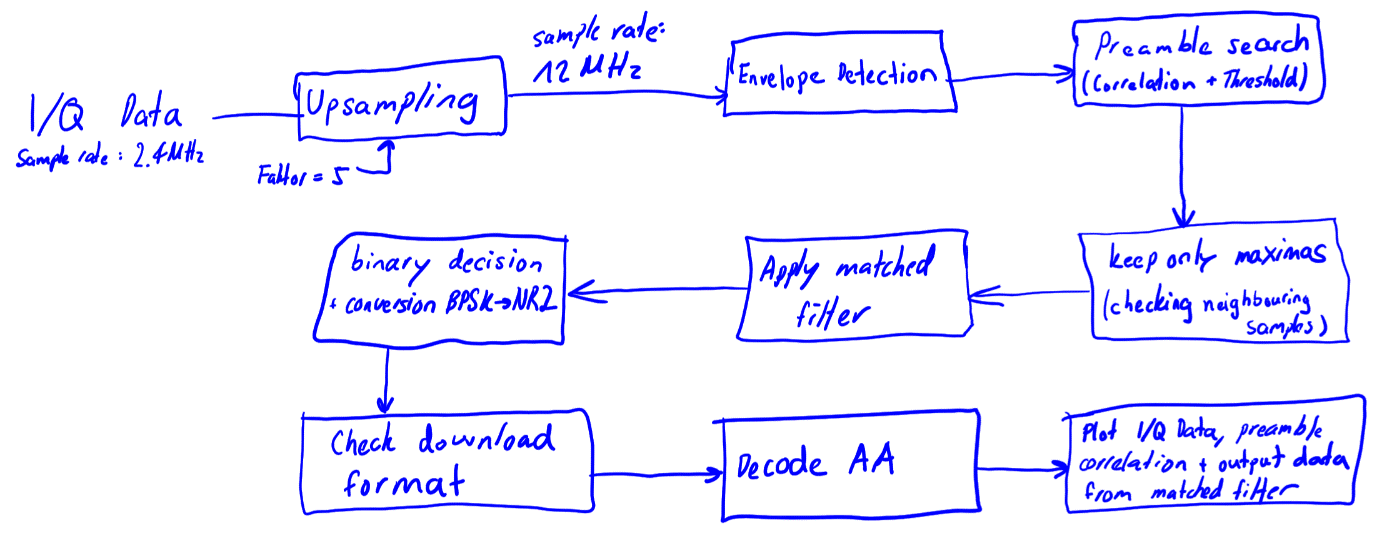 I/Q Data
Sample rate: 2.4MHz
Upsampling
Faktor = 5
sample rate:
12 MHz
Envelope Detection
Preamble search
(Correlation + Threshold)
keep only maximas
(checking neighbouring
samples)
Apply matched
filter
binary decision
+ conversion BPSK→NRZ
Check download
format
Decode AA
Plot I/Q Data, preamble
correlation + output data
from matched filter